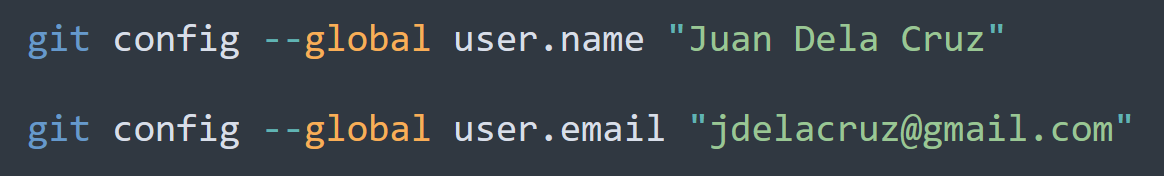 git config --global user.name "Juan Dela Cruz"
git config --global user.email "jdelacruz@gmail.com"